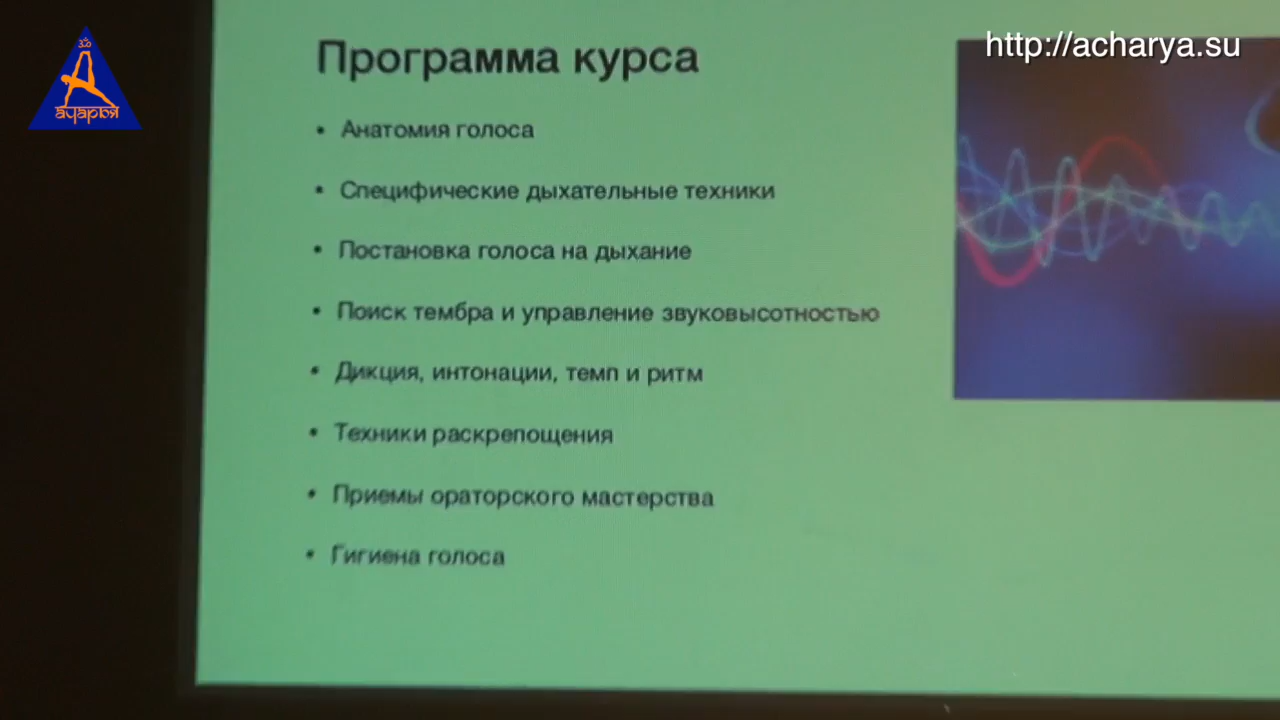 ॐ
ачарья
http://acharya.su
Программа курса
• Анатомия голоса
• Специфические дыхательные техники
• Постановка голоса на дыхание
• Поиск тембра и управление звуковысотностью
• Дикция, интонации, темп и ритм
• Техники раскрепощения
• Приемы ораторского мастерства
• Гигиена голоса